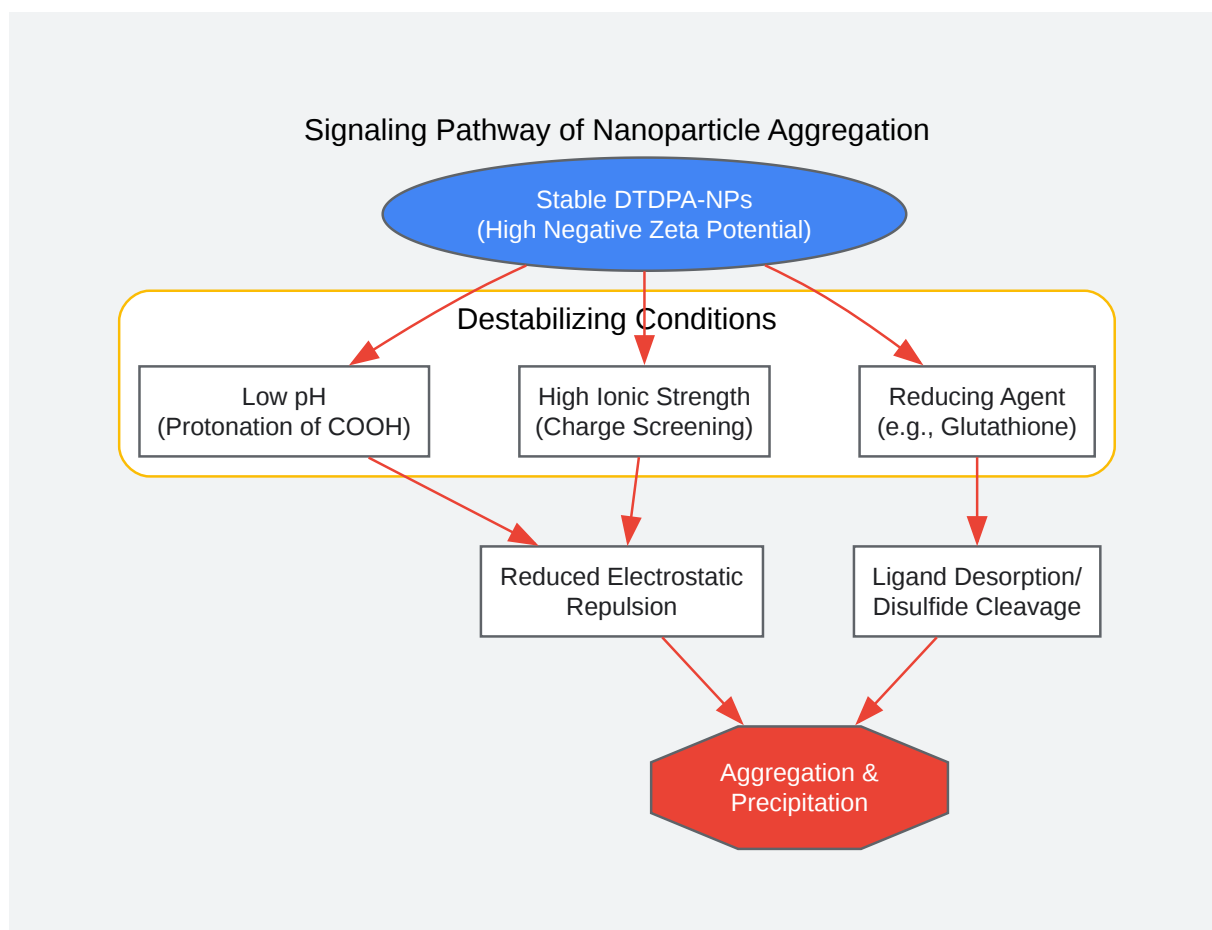 Signaling Pathway of Nanoparticle Aggregation
Stable DTDPA-NPs
(High Negative Zeta Potential)
Destabilizing Conditions
Low pH
(Protonation of COOH)
High Ionic Strength
(Charge Screening)
Reducing Agent
(e.g., Glutathione)
Reduced Electrostatic
Repulsion
Ligand Desorption/
Disulfide Cleavage
Aggregation &
Precipitation